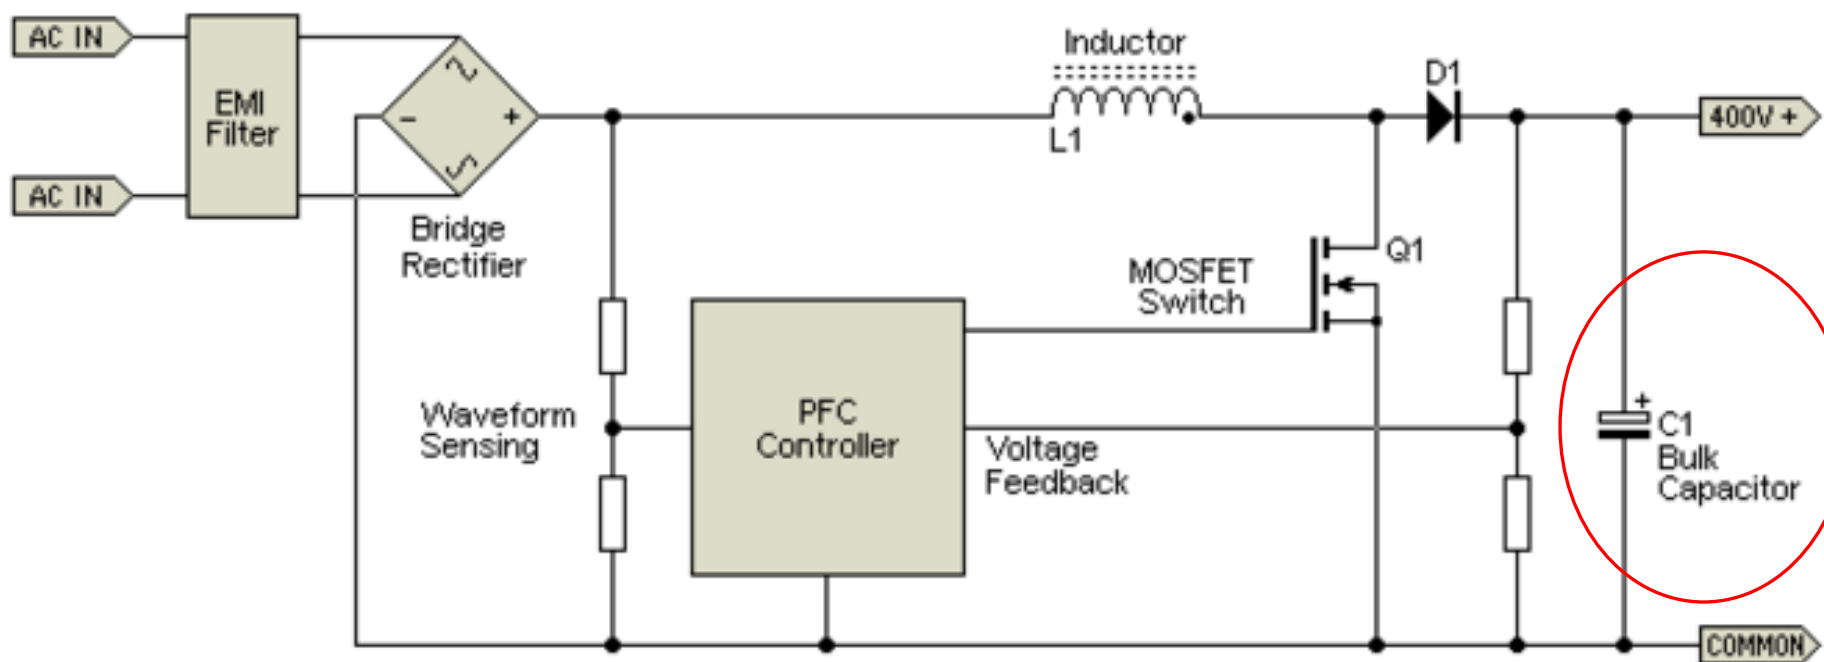 AC IN
EMI
Filter
AC IN
~
-
+
~
Bridge
Rectifier
Inductor
L1
D1
400V +
MOSFET
Switch
Q1
Waveform
Sensing
PFC
Controller
Voltage
Feedback
+
C1
Bulk
Capacitor
COMMON